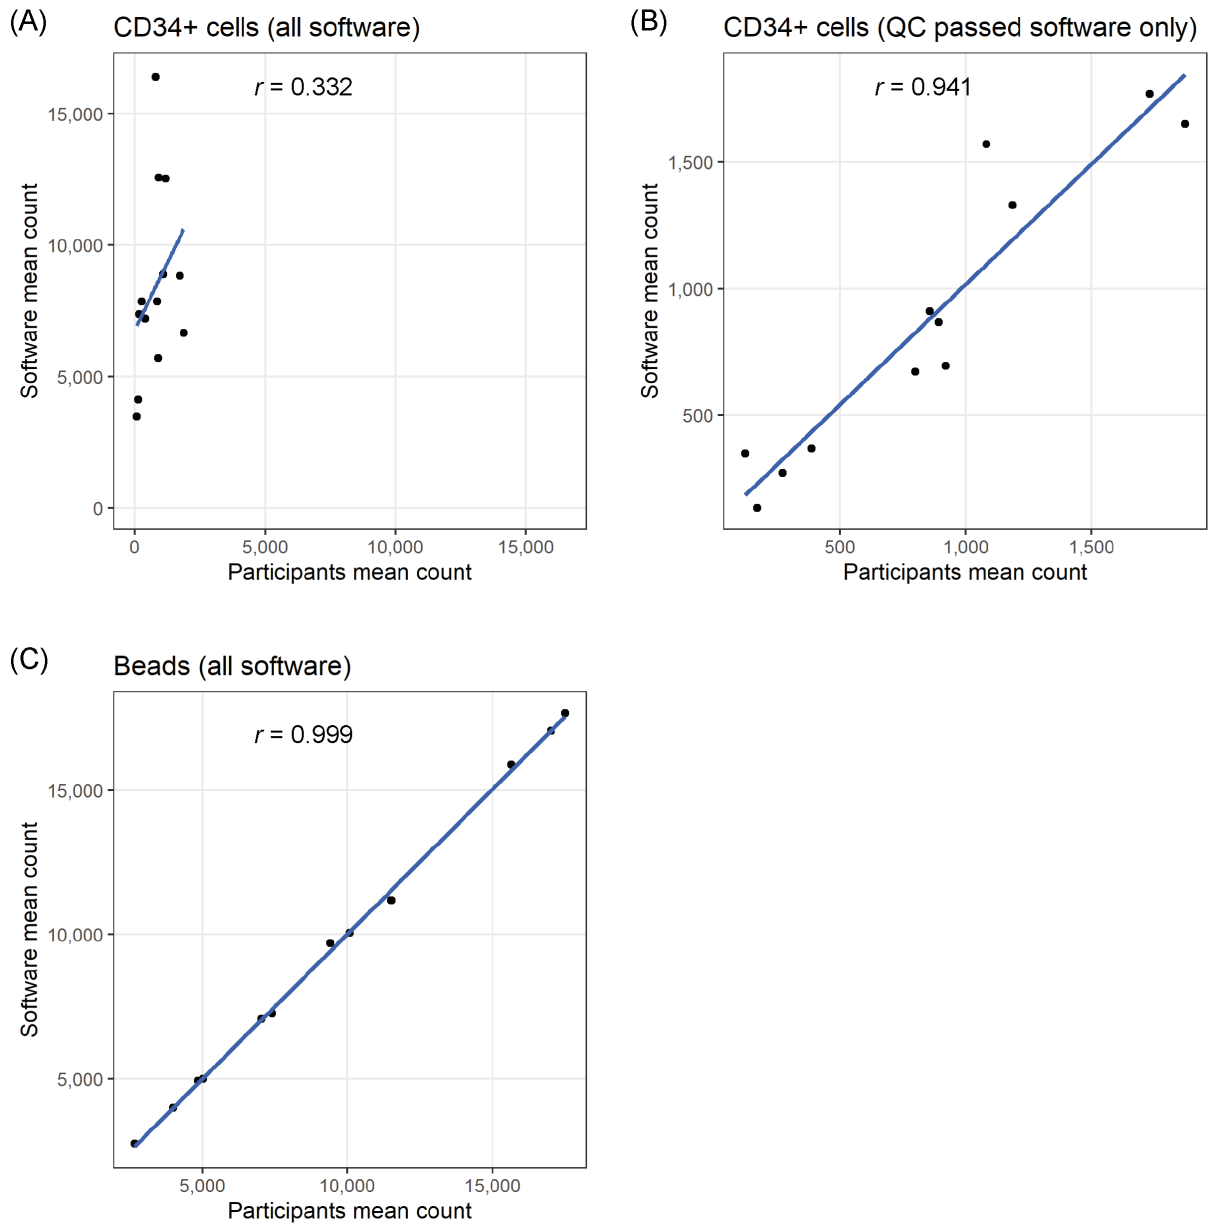 (A)
CD34+ cells (all software)
r = 0.332
15,000
10,000
5,000
0
Software mean count
0 5,000 10,000 15,000
Participants mean count
(B)
CD34+ cells (QC passed software only)
r = 0.941
1,500
1,000
500
Software mean count
500 1,000 1,500
Participants mean count
(C)
Beads (all software)
r = 0.999
15,000
10,000
5,000
Software mean count
5,000 10,000 15,000
Participants mean count